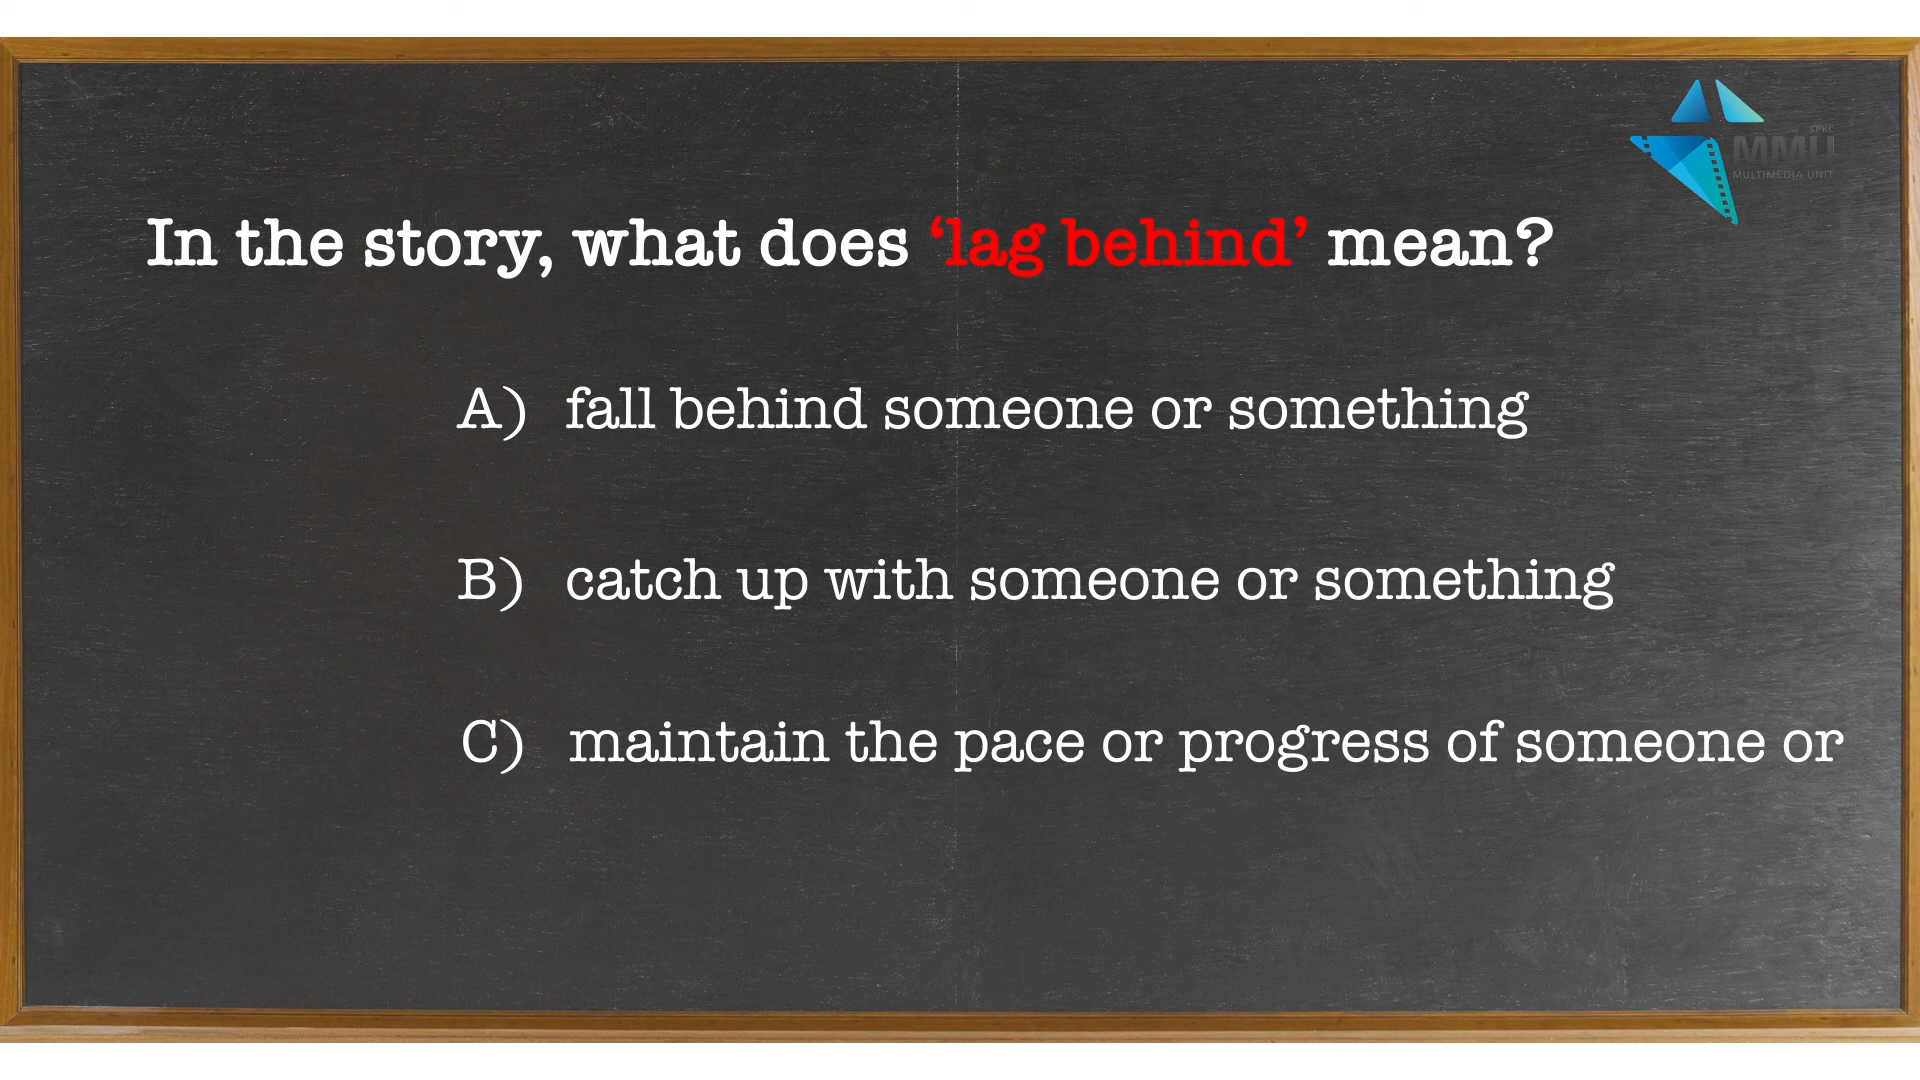 SPKC
MMU
MULTIMEDIA UNIT
In the story, what does ‘lag behind’ mean?
A) fall behind someone or something
B) catch up with someone or something
C) maintain the pace or progress of someone or